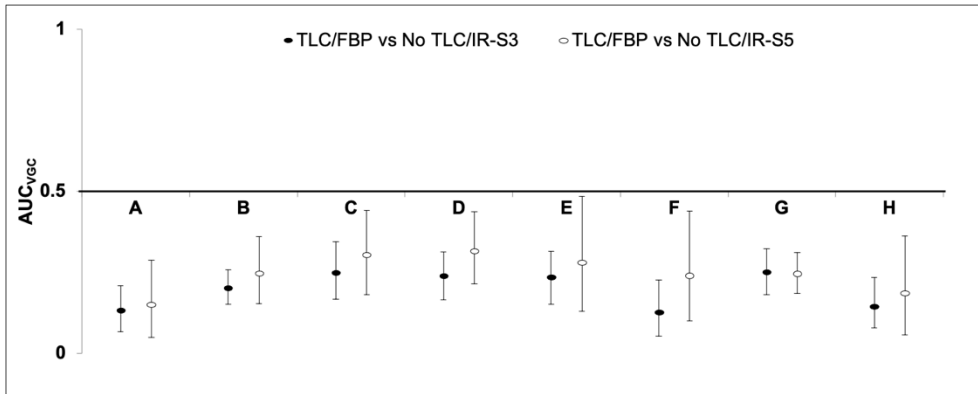 1
TLC/FBP vs No TLC/IR-S3 TLC/FBP vs No TLC/IR-S5
AUCVGC
0.5
A B C D E F G H
0